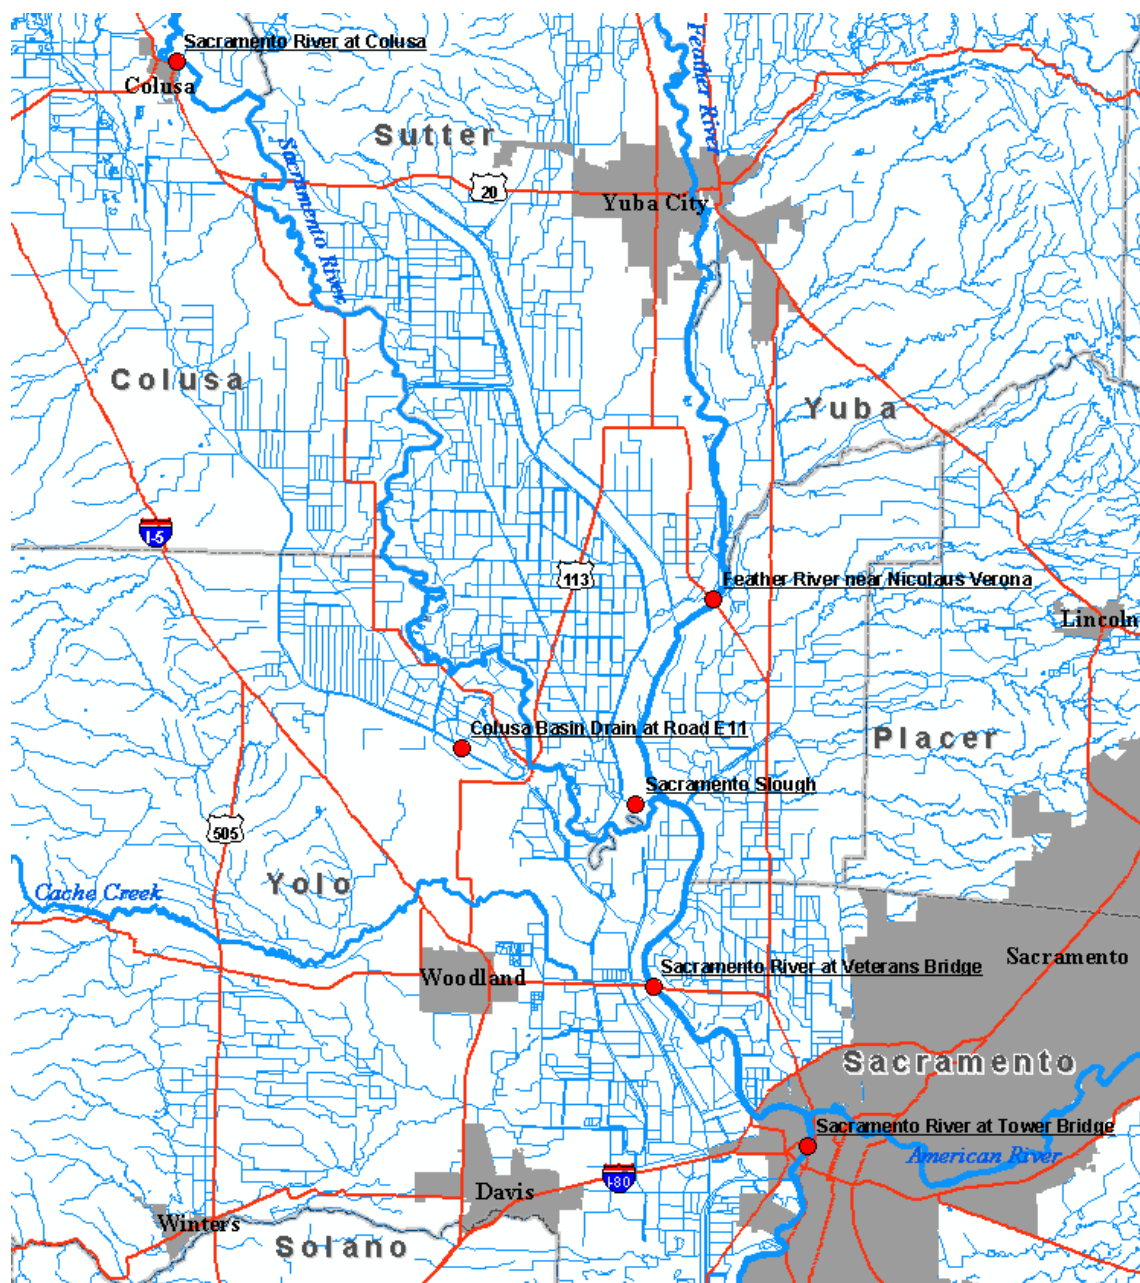 Sacramento River at Colusa
Feather River
Colusa
Sutter
Sacramento River
20
Yuba City
Colusa
Yuba
I-5
113
Feather River near Nicolaus Verona
Lincoln
Colusa Basin Drain at Road E11
Placer
Sacramento Slough
505
Yolo
Cache Creek
Sacramento
Woodland
Sacramento River at Veterans Bridge
Sacramento
Sacramento River at Tower Bridge
American River
I-80
Davis
Winters
Solano